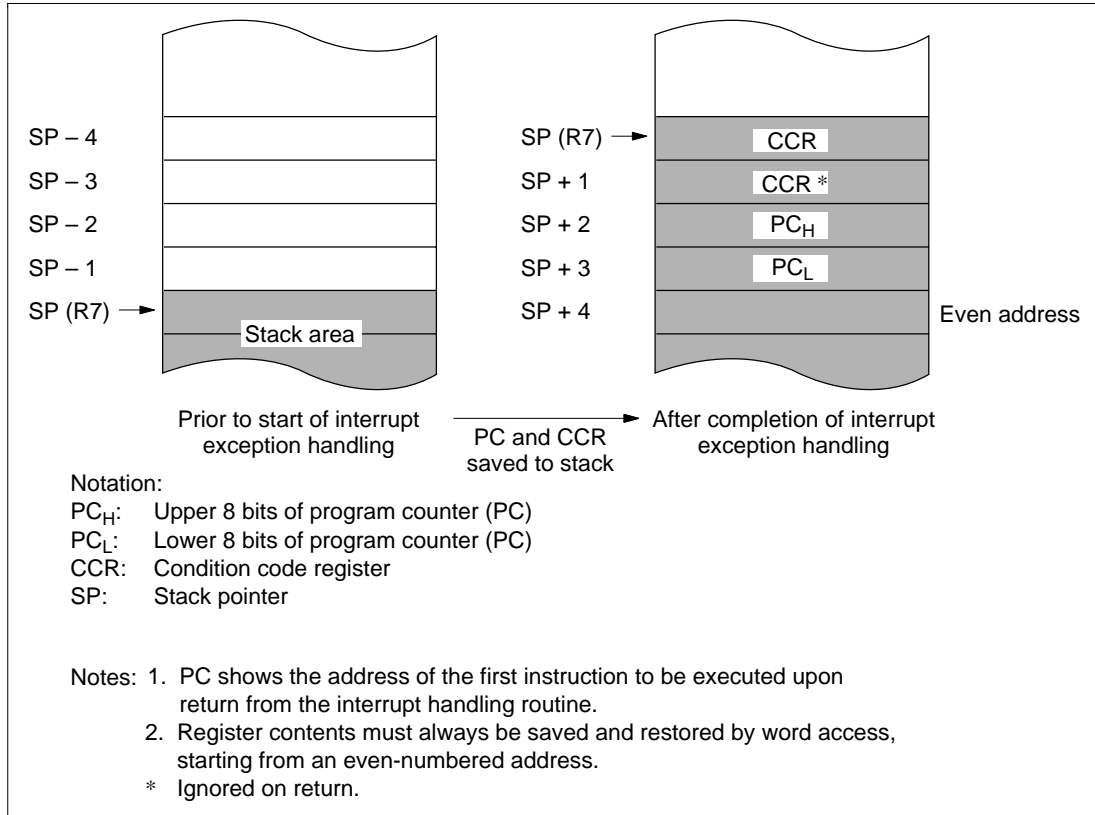 SP – 4
SP – 3
SP – 2
SP – 1
SP (R7)
Stack area
SP (R7)
SP + 1
SP + 2
SP + 3
SP + 4
CCR
CCR *
PCH
PCL
Even address
Prior to start of interrupt
exception handling
PC and CCR
saved to stack
After completion of interrupt
exception handling
Notation:
PCH: Upper 8 bits of program counter (PC)
PCL: Lower 8 bits of program counter (PC)
CCR: Condition code register
SP: Stack pointer
Notes: 1. PC shows the address of the first instruction to be executed upon
return from the interrupt handling routine.
2. Register contents must always be saved and restored by word access,
starting from an even-numbered address.
* Ignored on return.